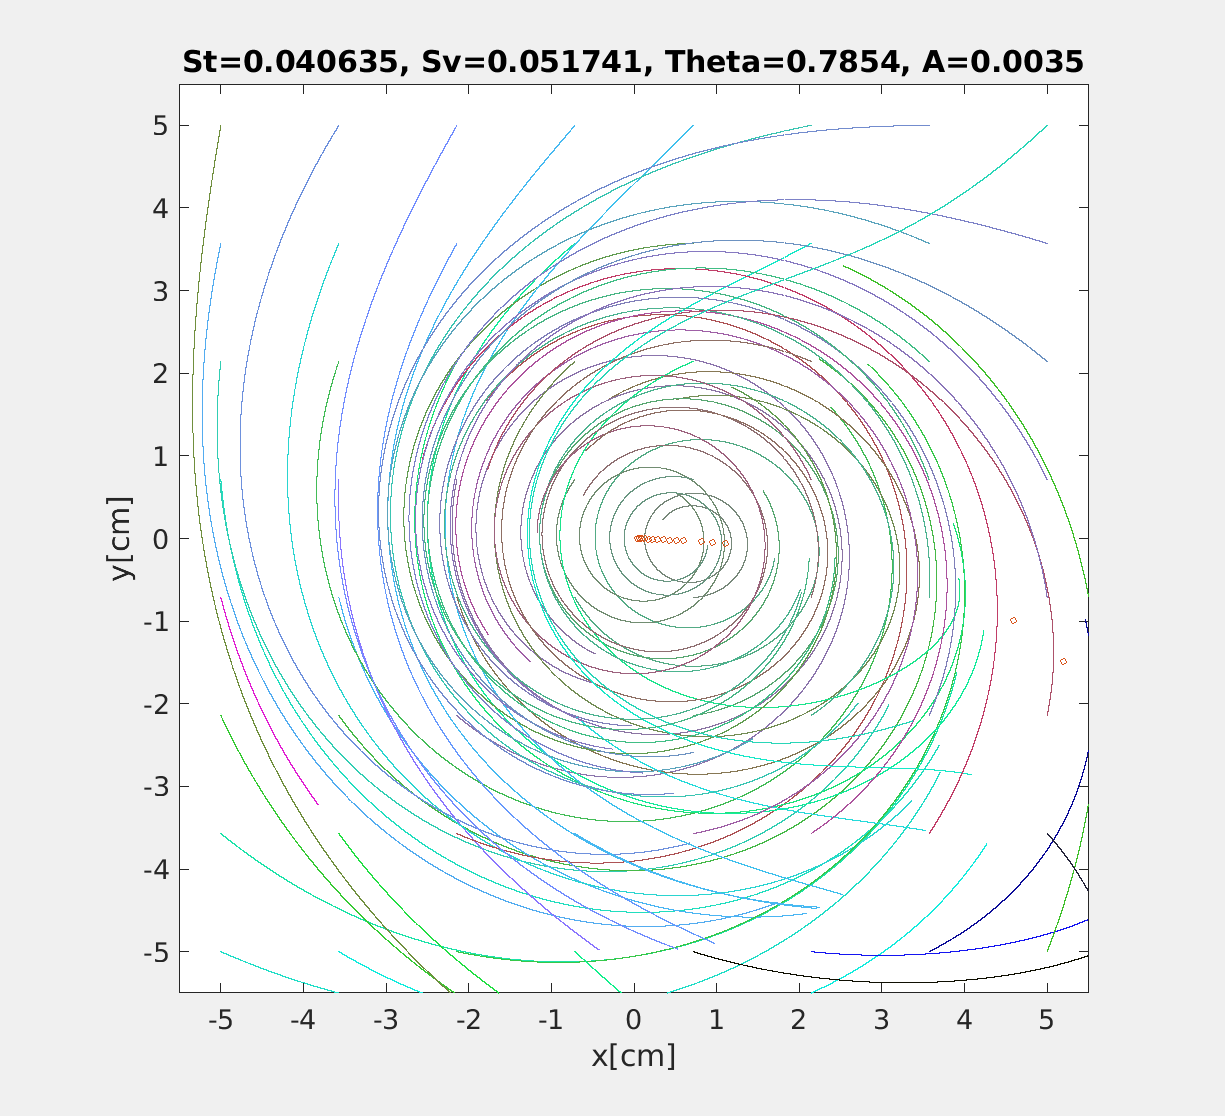 St=0.040635, Sv=0.051741, Theta=0.7854, A=0.0035
5
4
3
2
1
0
-1
-2
-3
-4
-5
y[cm]
-5 -4 -3 -2 -1 0 1 2 3 4 5
x[cm]